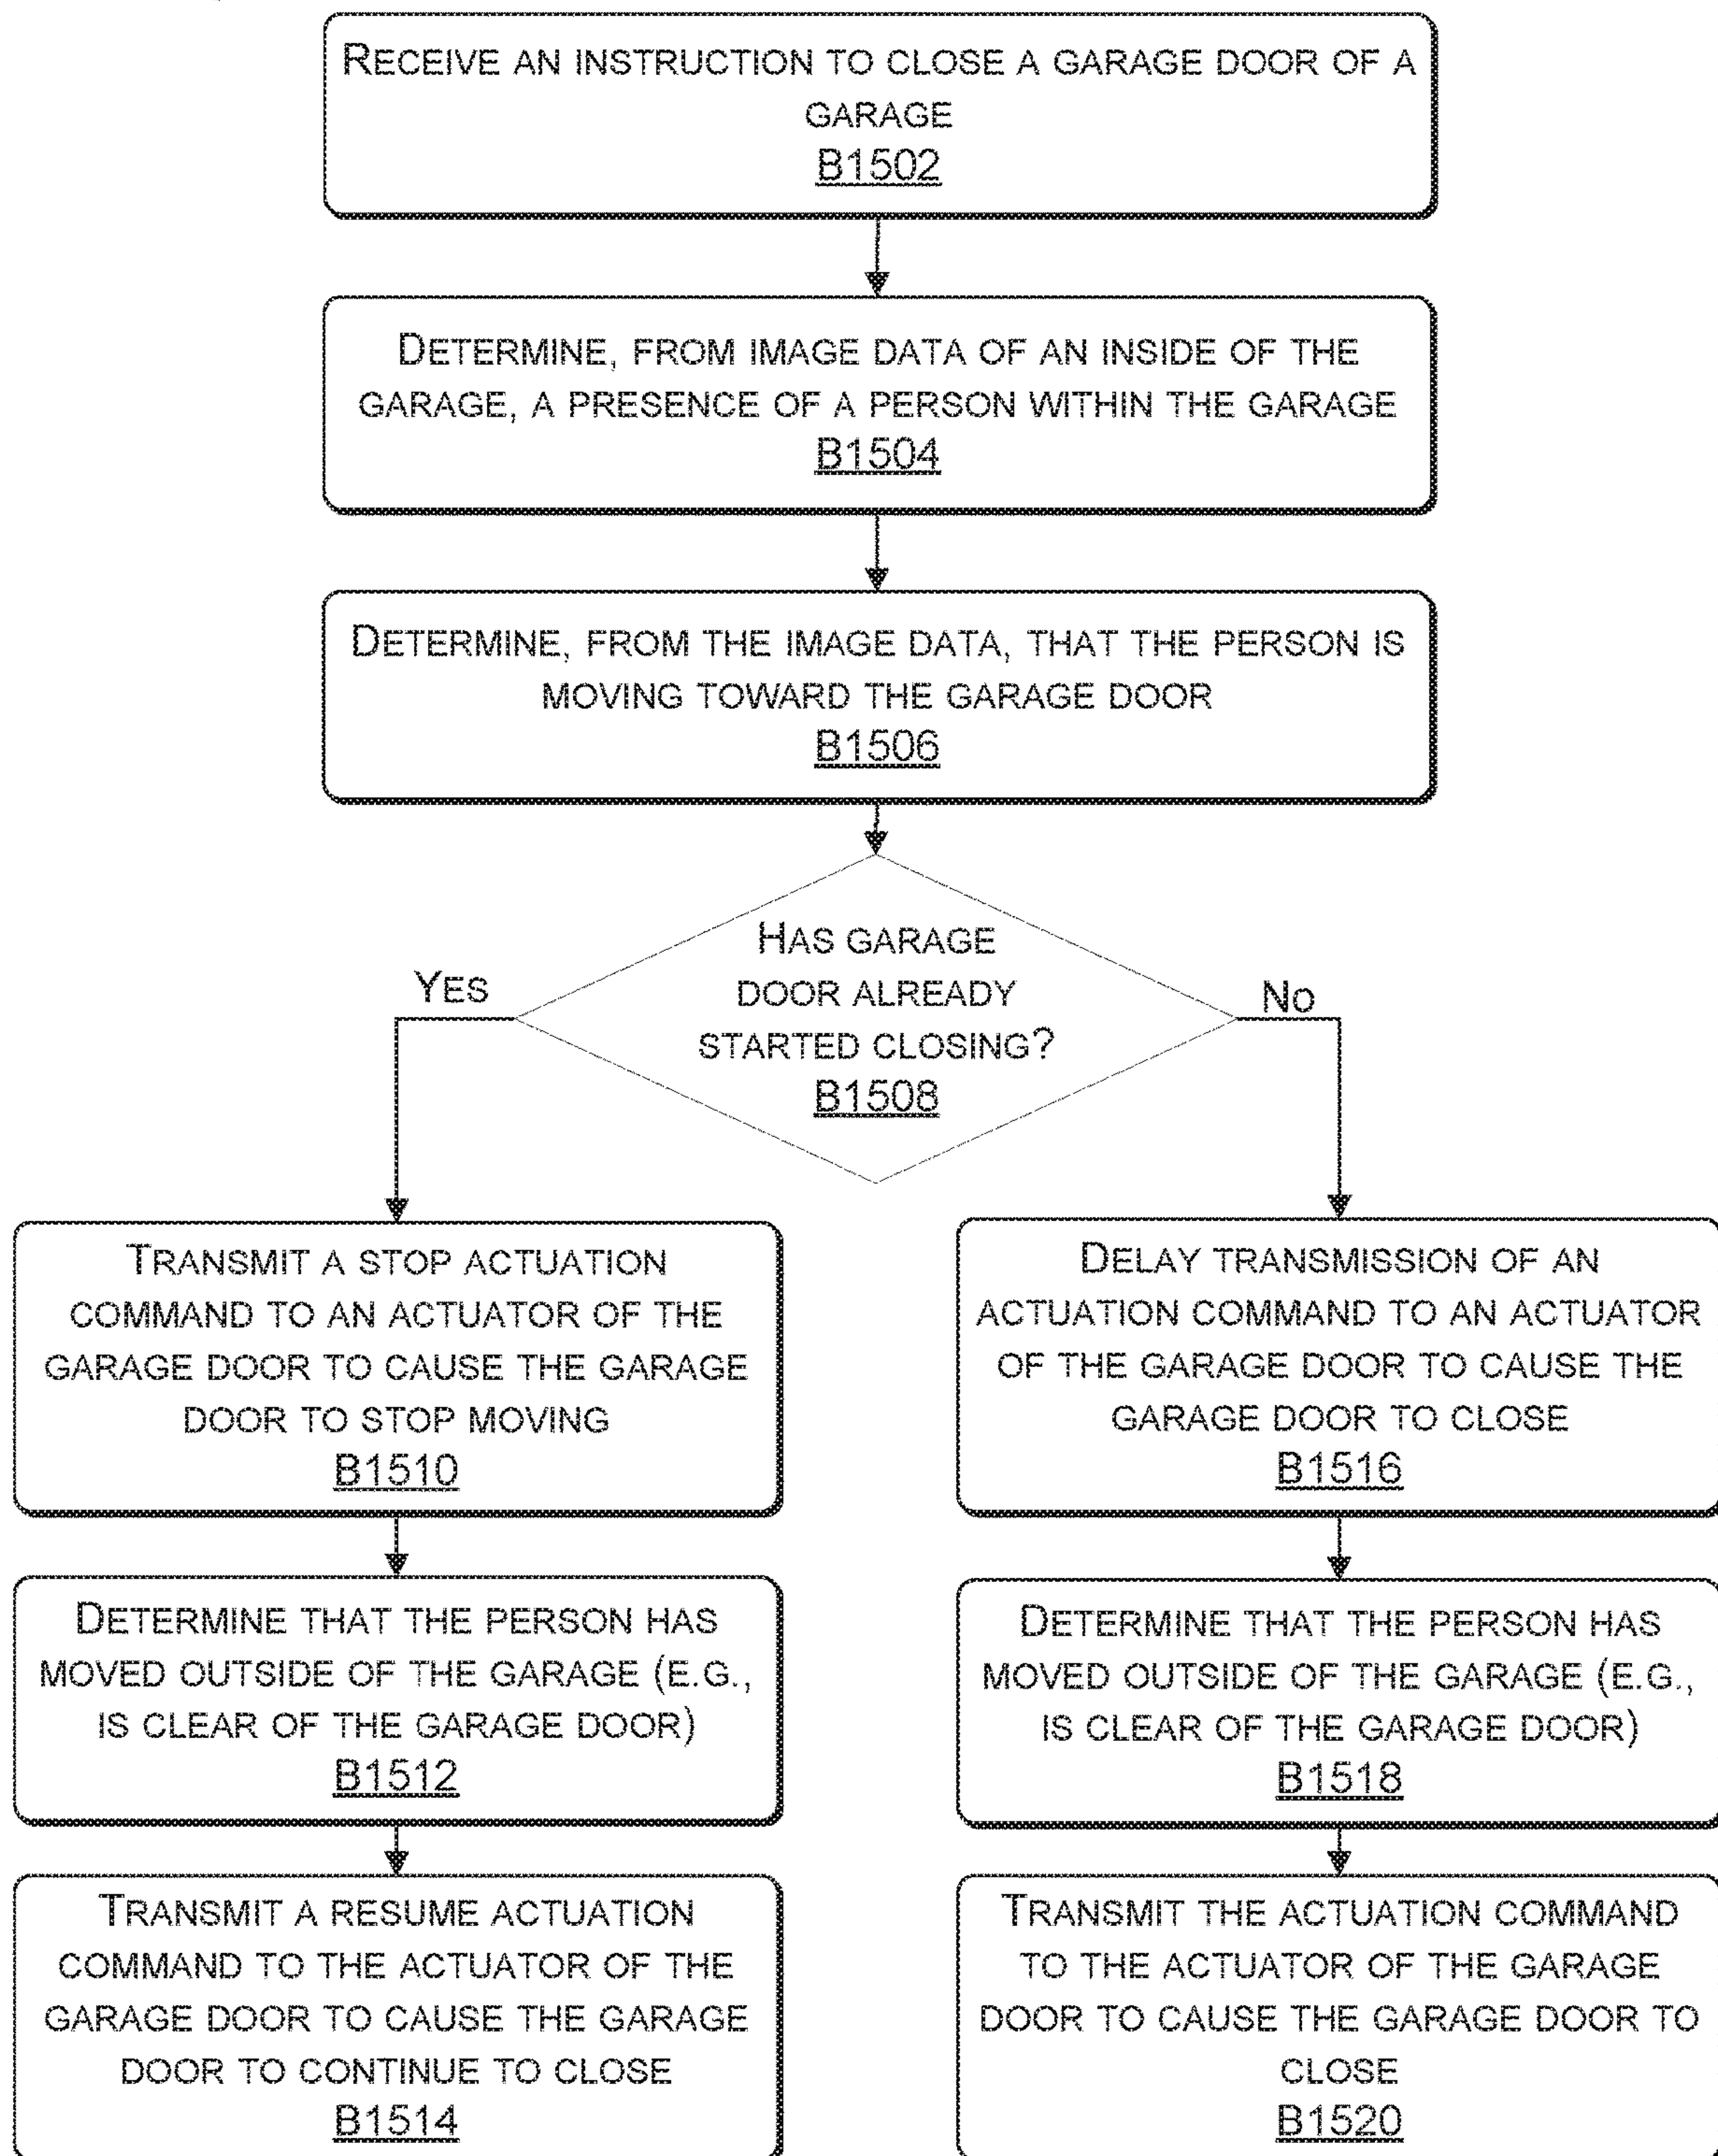 RECEIVE AN INSTRUCTION TO CLOSE A GARAGE DOOR OF A
GARAGE
B1502
DETERMINE, FROM IMAGE DATA OF AN INSIDE OF THE
GARAGE, A PRESENCE OF A PERSON WITHIN THE GARAGE
B1504
DETERMINE, FROM THE IMAGE DATA, THAT THE PERSON IS
MOVING TOWARD THE GARAGE DOOR
B1506
HAS GARAGE
DOOR ALREADY
STARTED CLOSING?
B1508
YES
NO
TRANSMIT A STOP ACTUATION
COMMAND TO AN ACTUATOR OF THE
GARAGE DOOR TO CAUSE THE GARAGE
DOOR TO STOP MOVING
B1510
DETERMINE THAT THE PERSON HAS
MOVED OUTSIDE OF THE GARAGE (E.G.,
IS CLEAR OF THE GARAGE DOOR)
B1512
TRANSMIT A RESUME ACTUATION
COMMAND TO THE ACTUATOR OF THE
GARAGE DOOR TO CAUSE THE GARAGE
DOOR TO CONTINUE TO CLOSE
B1514
DELAY TRANSMISSION OF AN
ACTUATION COMMAND TO AN ACTUATOR
OF THE GARAGE DOOR TO CAUSE THE
GARAGE DOOR TO CLOSE
B1516
DETERMINE THAT THE PERSON HAS
MOVED OUTSIDE OF THE GARAGE (E.G.,
IS CLEAR OF THE GARAGE DOOR)
B1518
TRANSMIT THE ACTUATION COMMAND
TO THE ACTUATOR OF THE GARAGE
DOOR TO CAUSE THE GARAGE DOOR TO
CLOSE
B1520